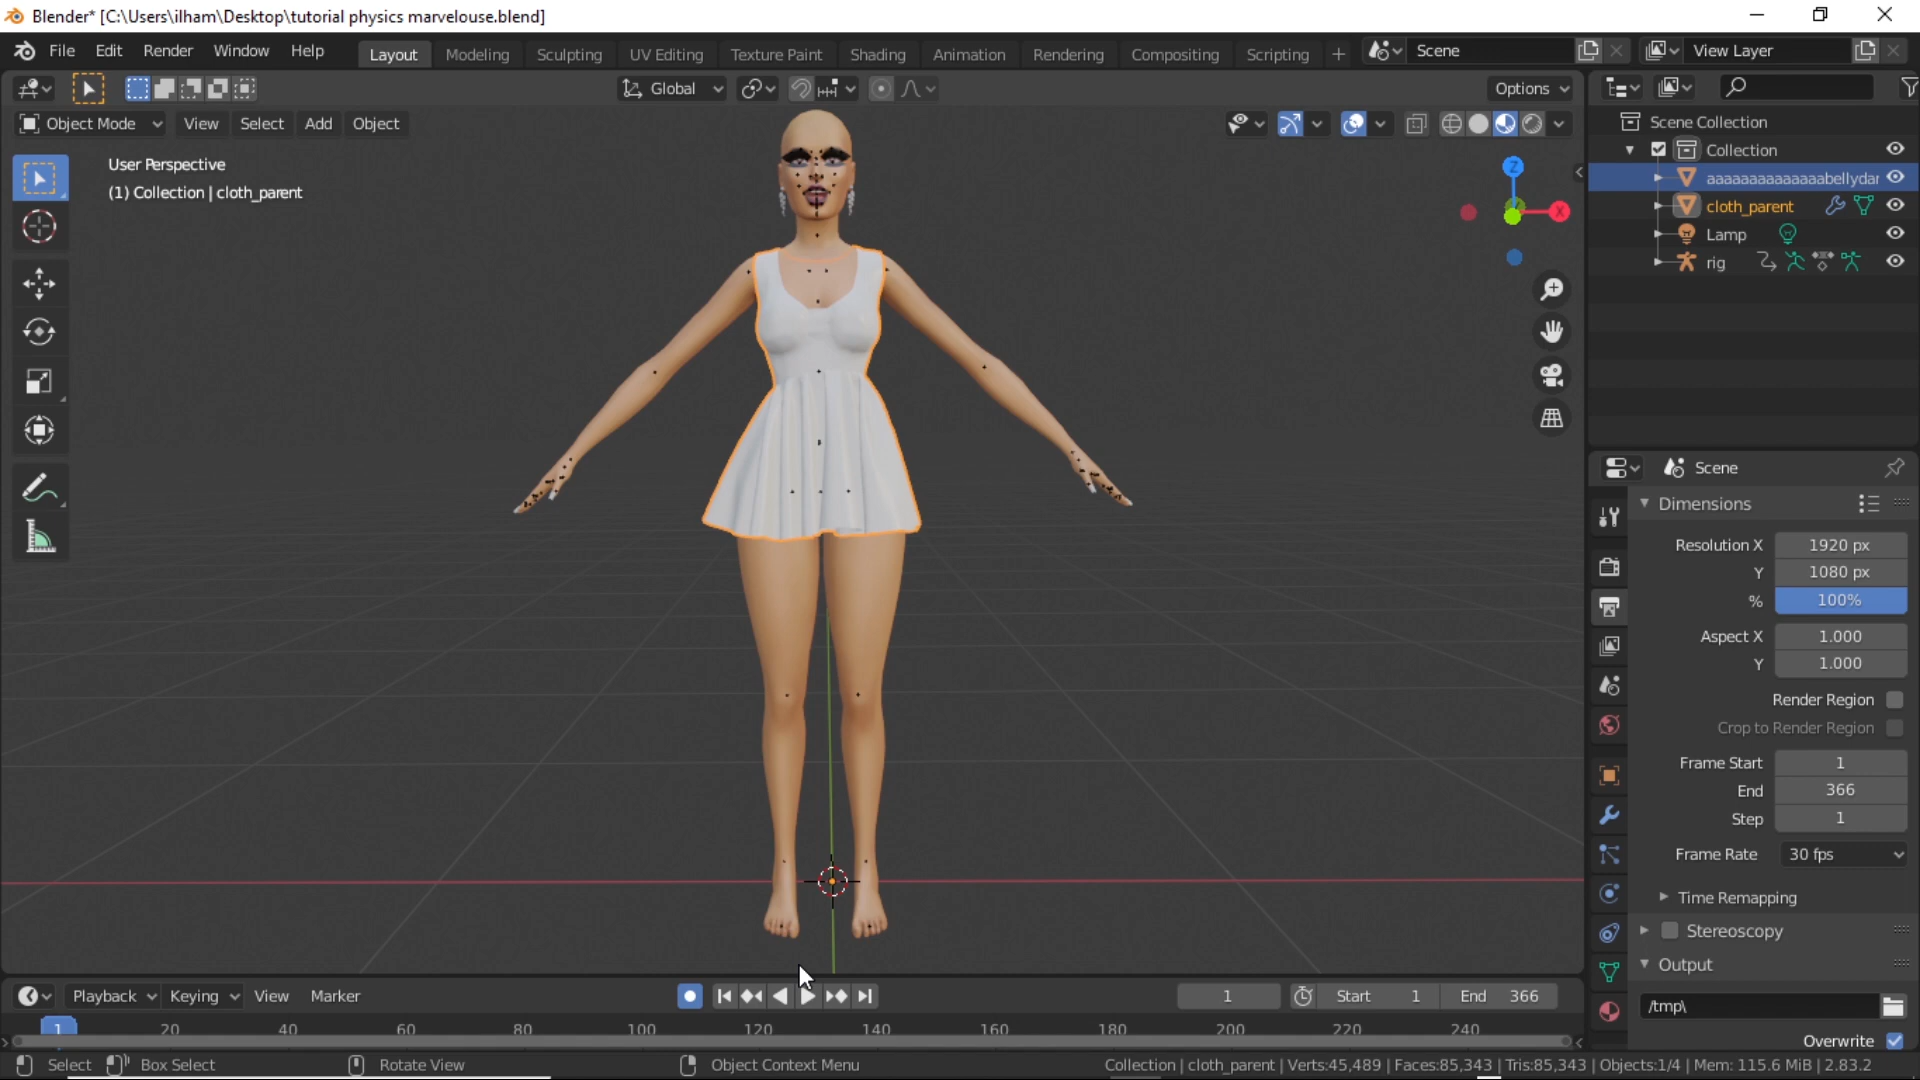 Blender* [C:\Users\ilham\Desktop\tutorial physics marvelouse.blend]
File Edit Render Window Help Layout Modeling Sculpting UV Editing Texture Paint Shading Animation Rendering Compositing Scripting + Scene View Layer
Global Options
Object Mode View Select Add Object
User Perspective
(1) Collection | cloth_parent
Z
X
Scene Collection
Collection
aaaaaaaaaaaaaabellydar
cloth_parent
Lamp
rig
Scene
Dimensions
Resolution X 1920 px
Y 1080 px
% 100%
Aspect X 1.000
Y 1.000
Render Region
Crop to Render Region
Frame Start 1
End 366
Step 1
Frame Rate 30 fps
Time Remapping
Stereoscopy
Output
/tmp\
Overwrite
Playback Keying View Marker 1 Start 1 End 366
1 20 40 60 80 100 120 140 160 180 200 220 240
Select Box Select Rotate View Object Context Menu Collection | cloth_parent | Verts:45,489 | Faces:85,343 | Tris:85,343 | Objects:1/4 | Mem: 115.6 MiB | 2.83.2